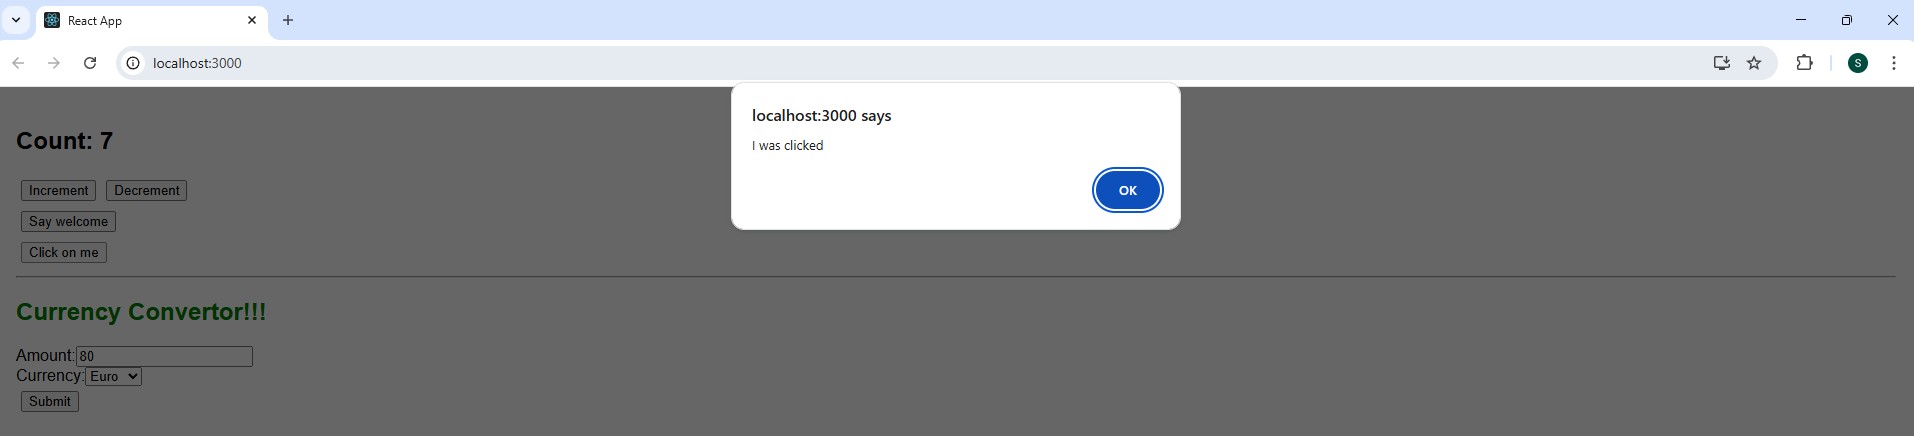 React App
localhost:3000
S
localhost:3000 says
I was clicked
OK
Count: 7
Increment Decrement
Say welcome
Click on me
Currency Convertor!!!
Amount:80
Currency:Euro
Submit